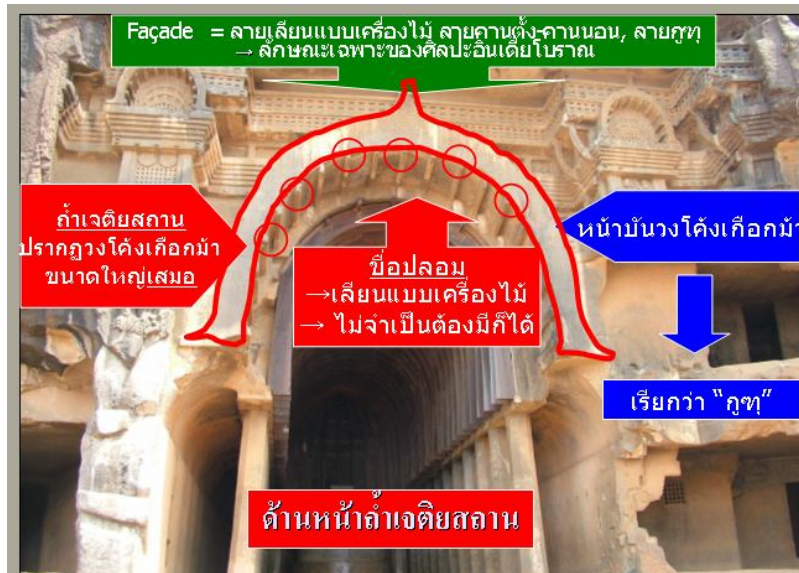 Façade = ลายเลียนแบบเครื่องไม้ ลายคานตั้ง-คานนอน, ลายกูฑุ
→ ลักษณะเฉพาะของศิลปะอินเดียโบราณ
ถ้ำเจติยสถาน
ปรากฏวงโค้งเกือกม้า
ขนาดใหญ่เสมอ
ขื่อปลอม
→เลียนแบบเครื่องไม้
→ ไม่จำเป็นต้องมีก็ได้
หน้าบันวงโค้งเกือกม้า
เรียกว่า “กูฑุ”
ด้านหน้าถ้ำเจติยสถาน